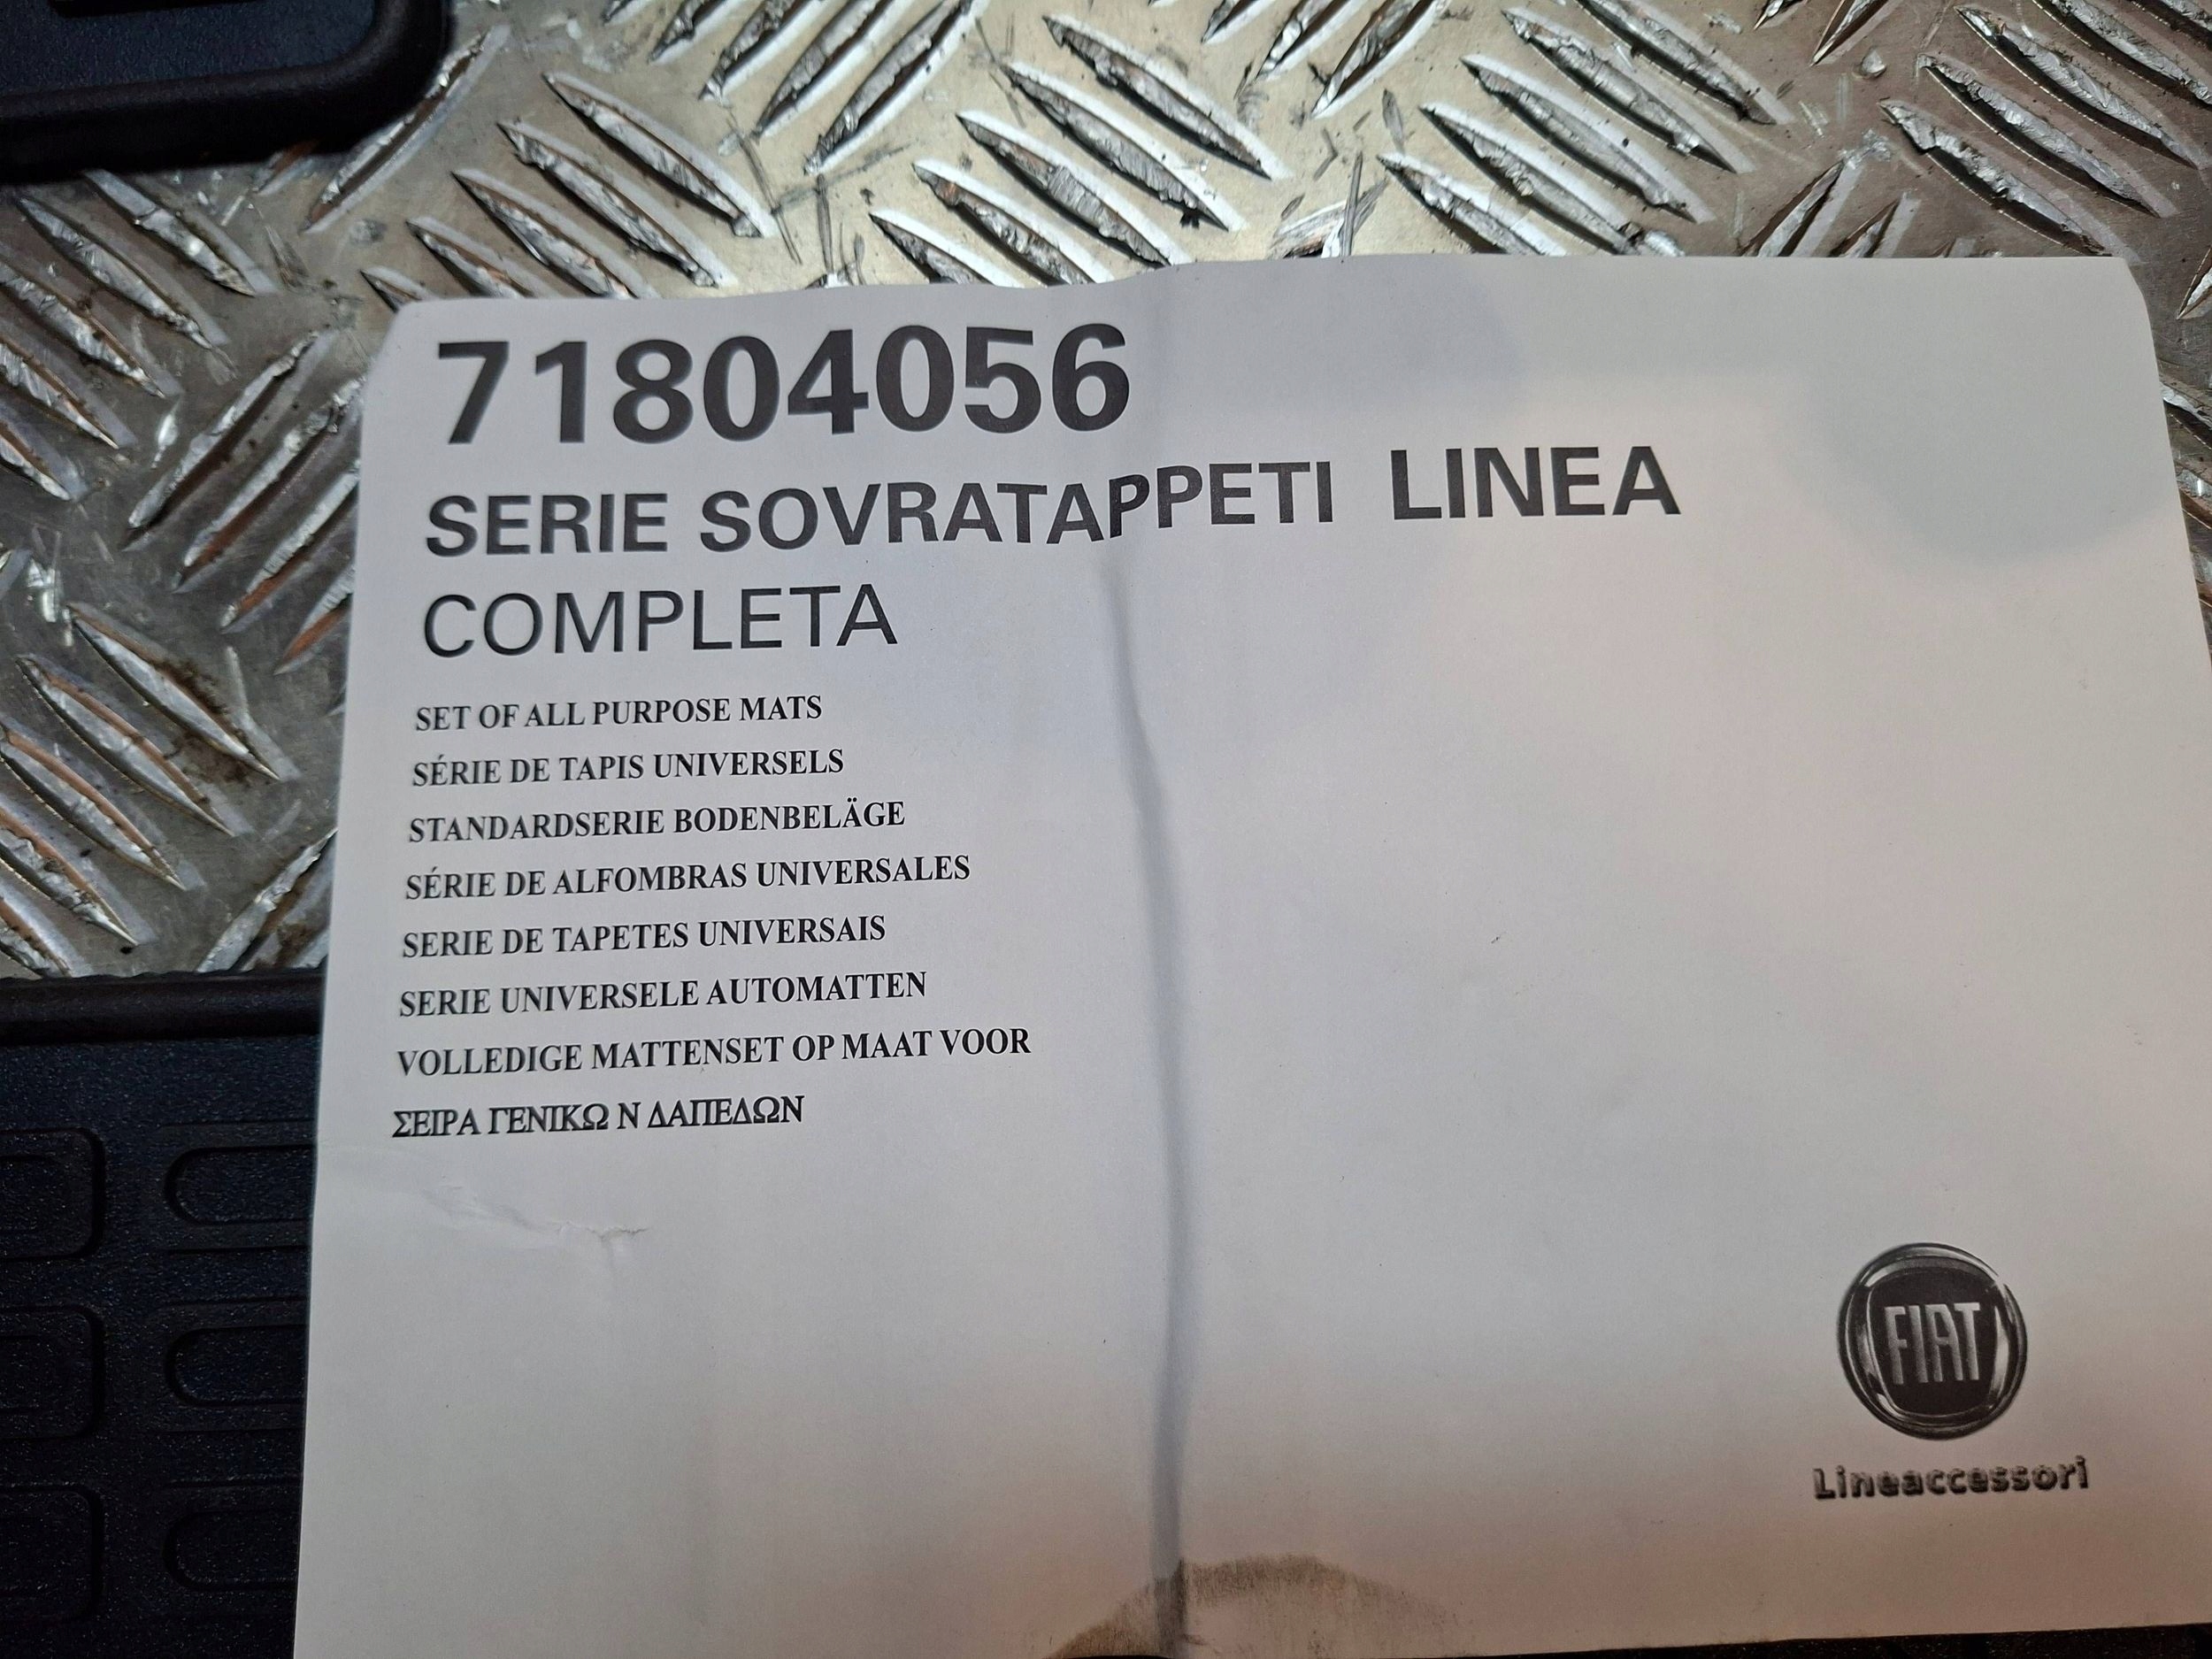 71804056
SERIE SOVRATAPPETI LINEA
COMPLETA
SET OF ALL PURPOSE MATS
SÉRIE DE TAPIS UNIVERSELS
STANDARDSERIE BODENBELÄGE
SÉRIE DE ALFOMBRAS UNIVERSALES
SERIE DE TAPETES UNIVERSAIS
SERIE UNIVERSELE AUTOMATTEN
VOLLEDIGE MATTENSET OP MAAT VOOR
ΣΕΙΡΑ ΓΕΝΙΚΩ Ν ΔΑΠΕΔΩΝ
FIAT
Lineaccessori